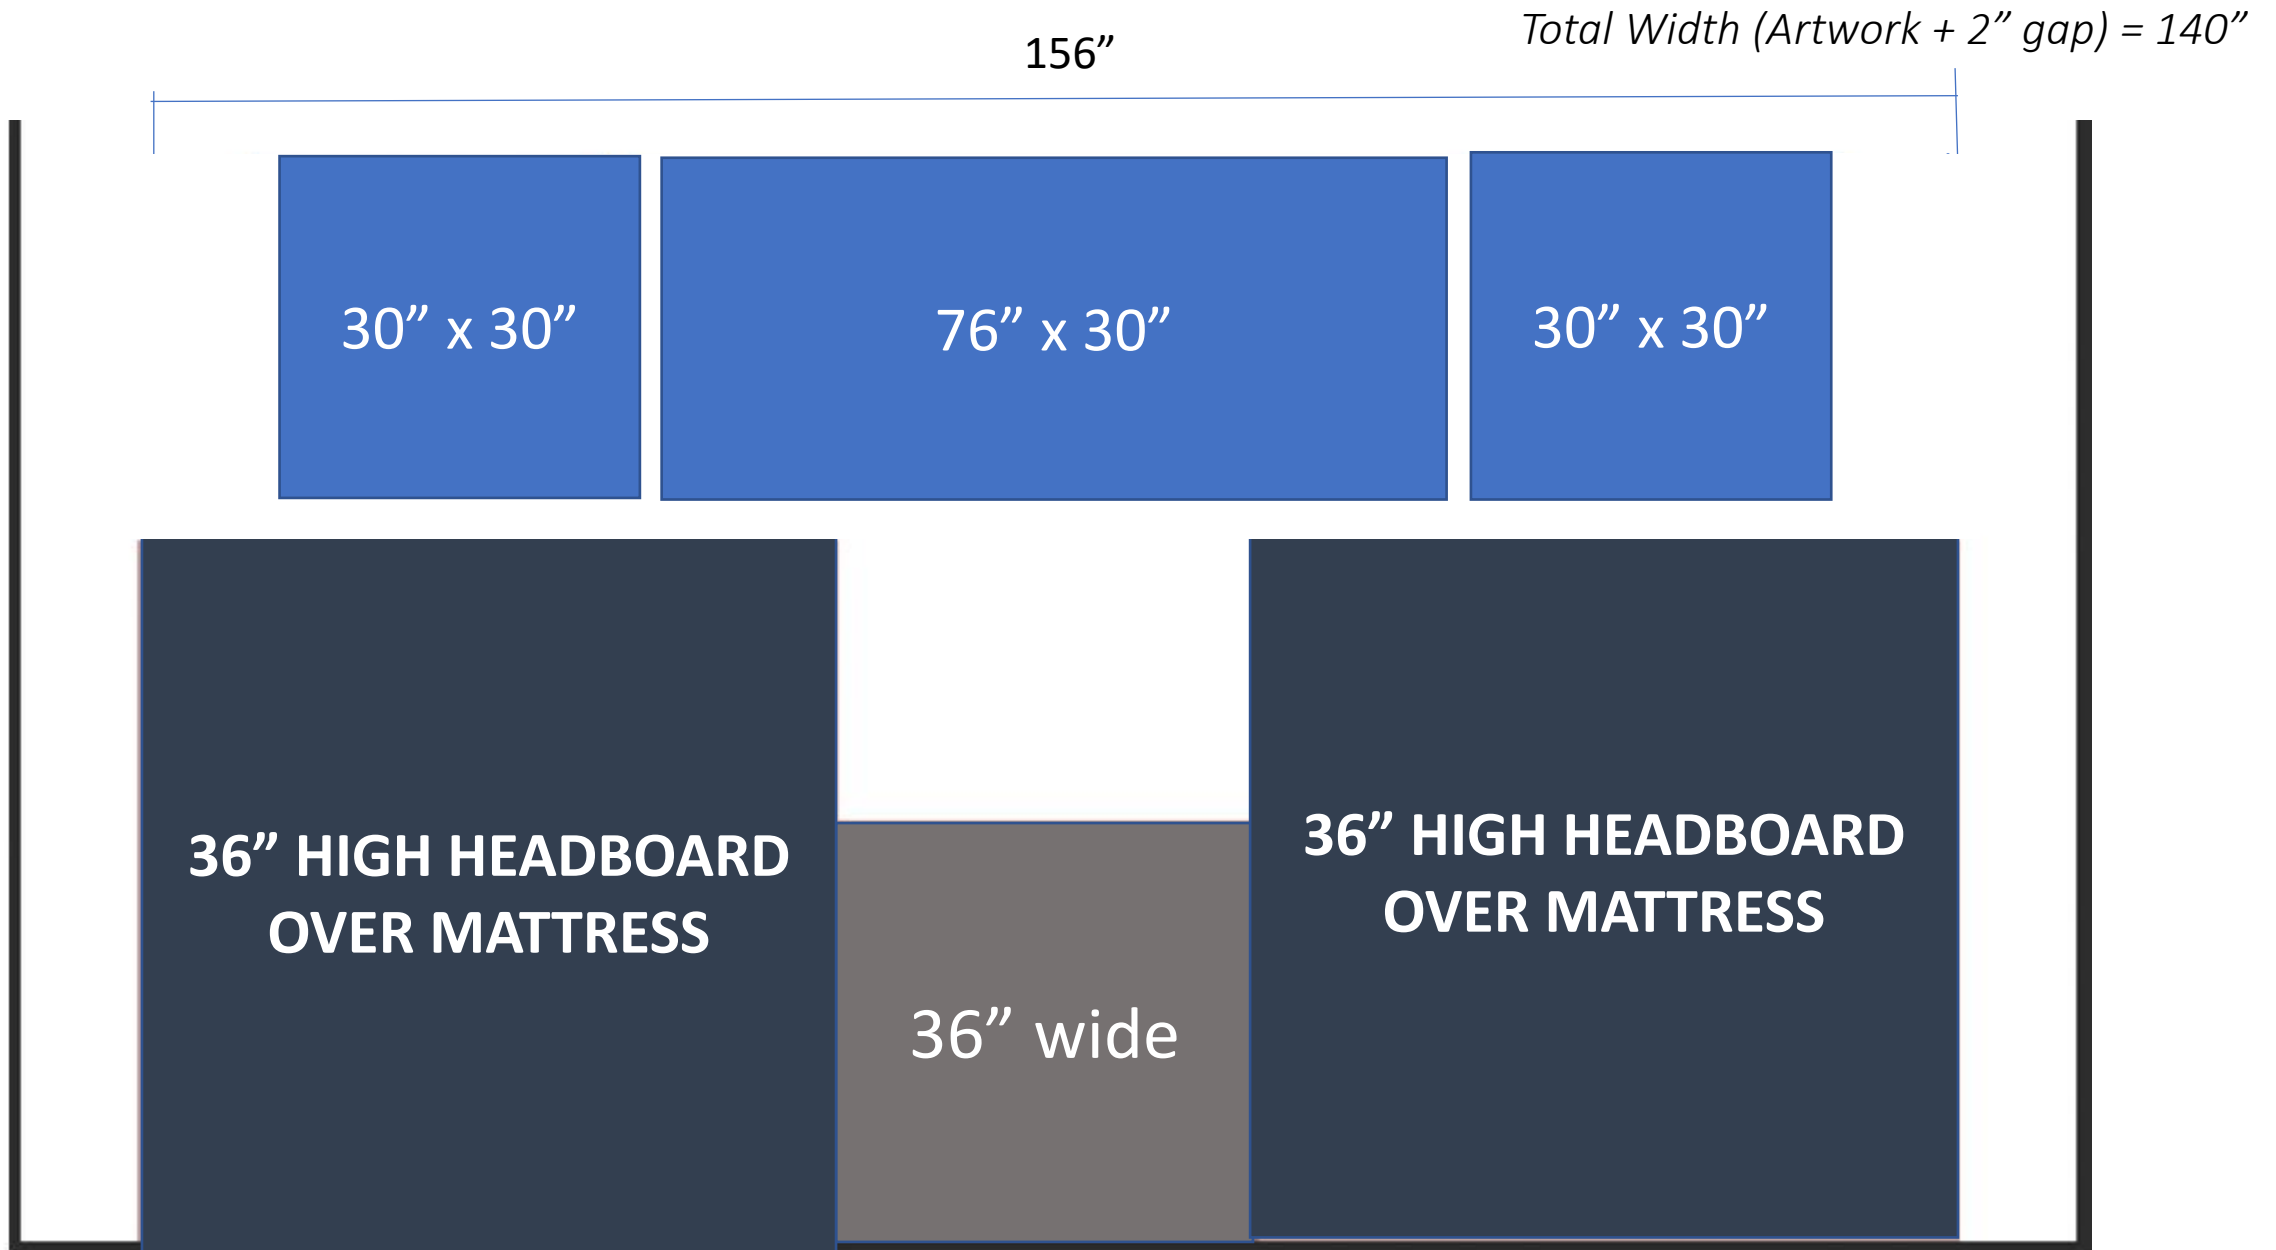 Total Width (Artwork + 2” gap) = 140”
156”
30” x 30”
76” x 30”
30” x 30”
36” HIGH HEADBOARD
OVER MATTRESS
36” wide
36” HIGH HEADBOARD
OVER MATTRESS